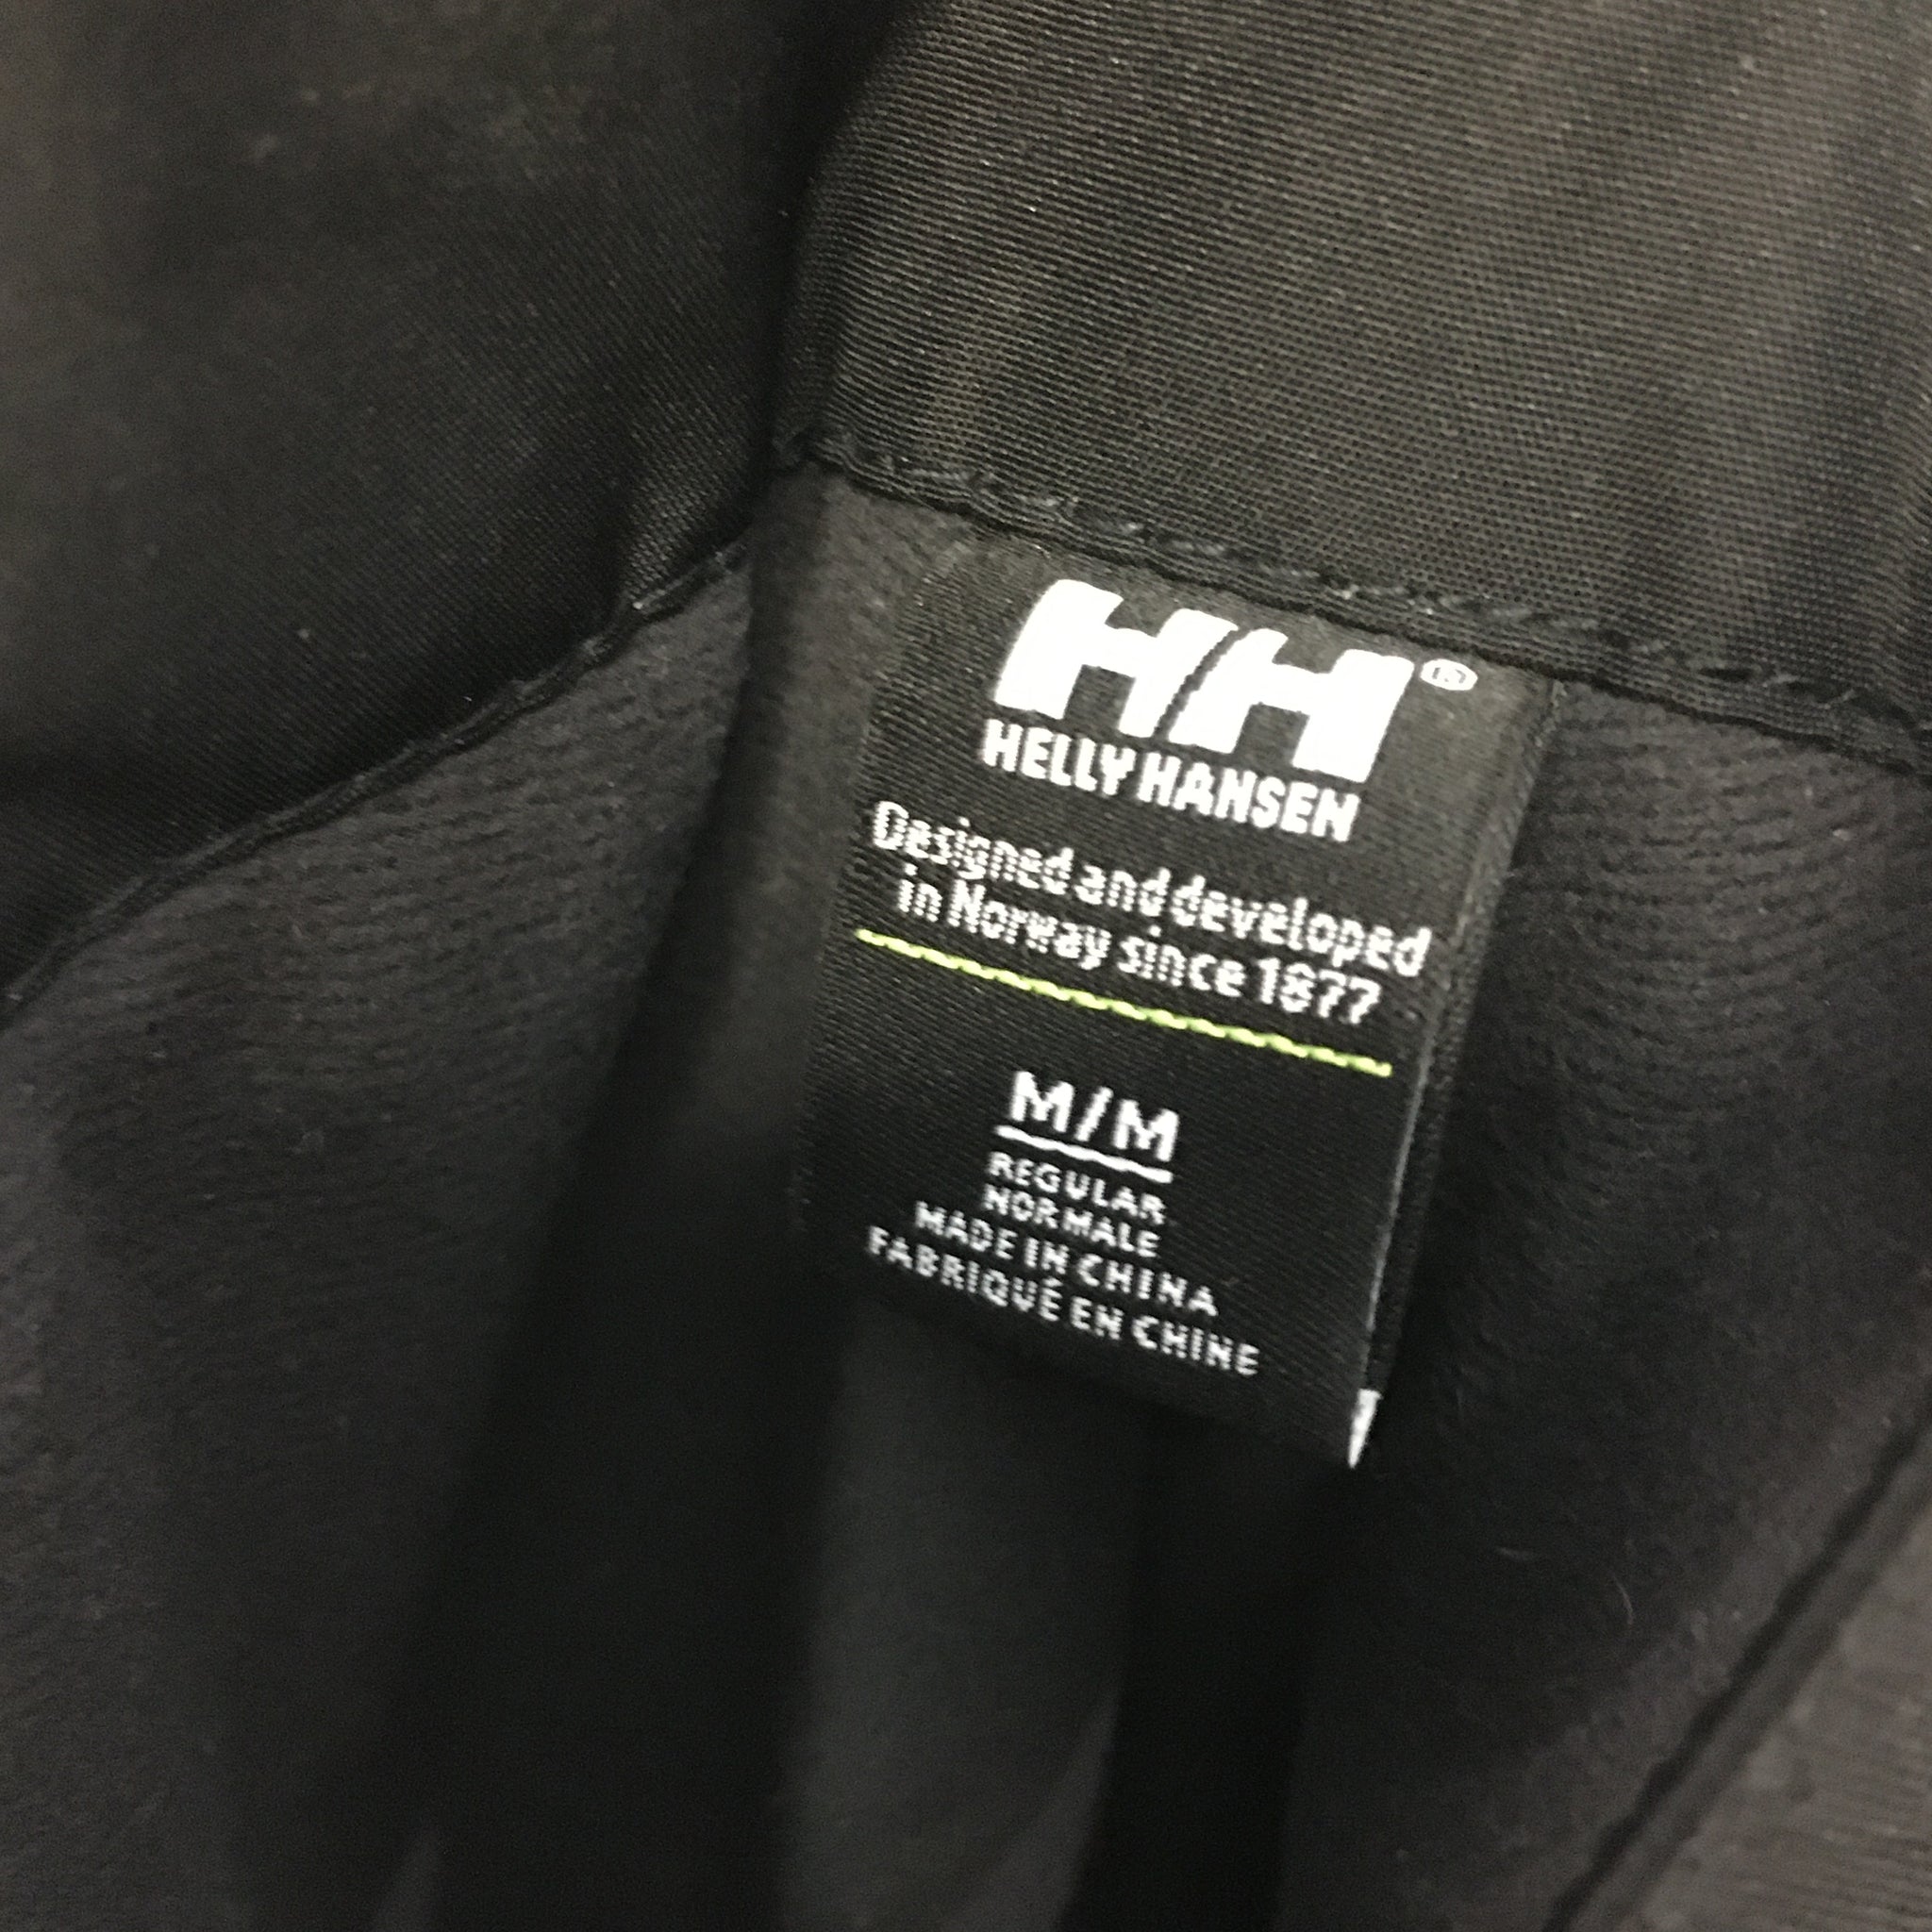 HH®
HELLY HANSEN
Designed and developed
in Norway since 1877
M/M
REGULAR
NORMALE
MADE IN CHINA
FABRIQUÉ EN CHINE